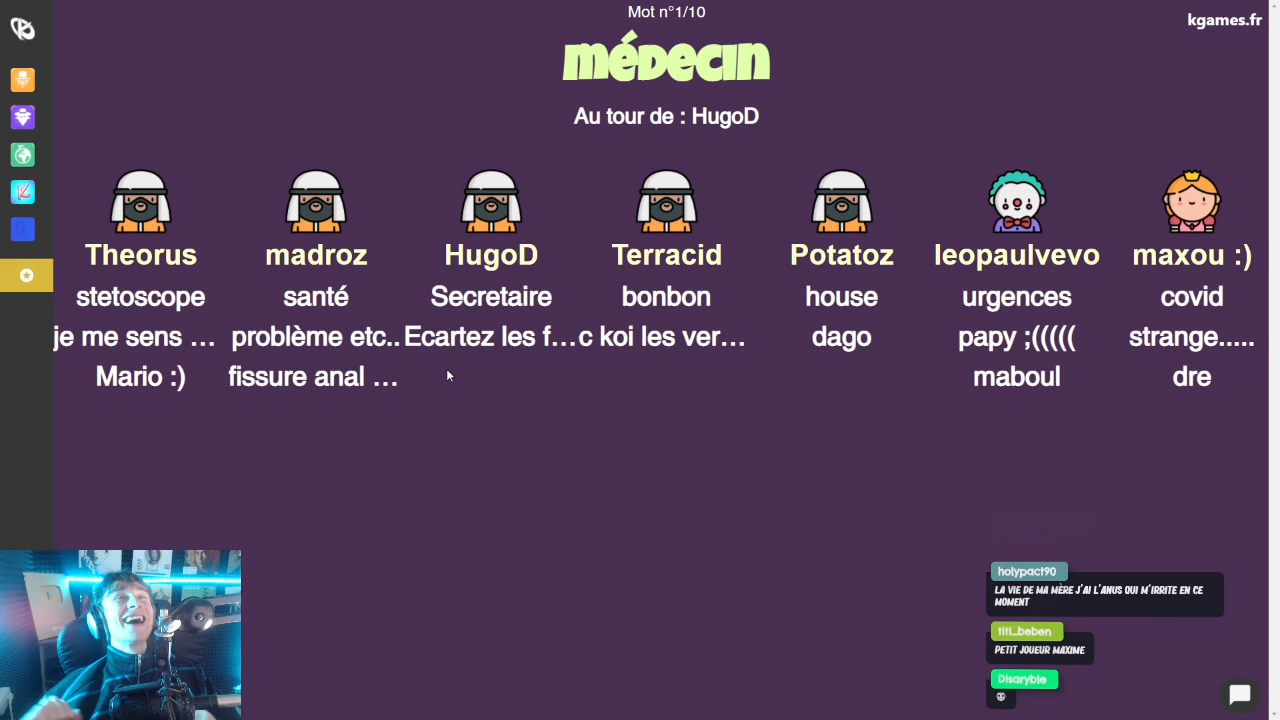 Mot n°1/10
kgames.fr
médecin
Au tour de : HugoD
Theorus madroz HugoD Terracid Potatoz leopaulvevo maxou :)
stetoscope santé Secretaire bonbon house urgences covid
je me sens … problème etc.. Ecartez les f… c koi les ver… dago papy ;((((( strange.....
Mario :) fissure anal … maboul dre
holypact90
LA VIE DE MA MÈRE J'AI L'ANUS QUI M'IRRITE EN CE
MOMENT
titi_beben
PETIT JOUEUR MAXIME
Disaryble